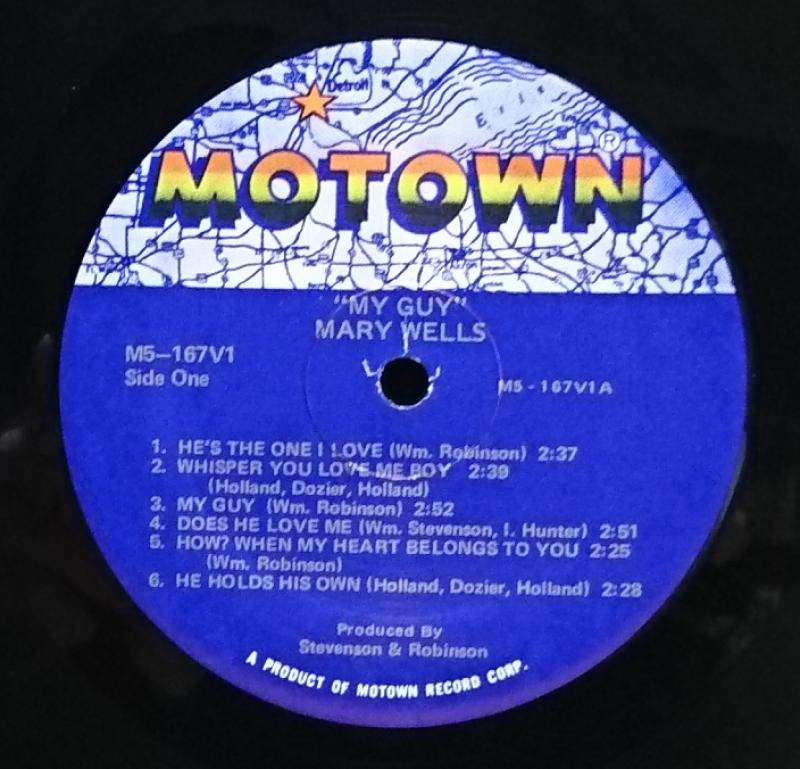 Detroit
Erie
MOTOWN®
"MY GUY"
MARY WELLS
M5–167V1
Side One
M5 - 167V1A
1. HE'S THE ONE I LOVE (Wm. Robinson) 2:37
2. WHISPER YOU LOVE ME BOY 2:39
(Holland, Dozier, Holland)
3. MY GUY (Wm. Robinson) 2:52
4. DOES HE LOVE ME (Wm. Stevenson, I. Hunter) 2:51
5. HOW? WHEN MY HEART BELONGS TO YOU 2:25
(Wm. Robinson)
6. HE HOLDS HIS OWN (Holland, Dozier, Holland) 2:28
Produced By
Stevenson & Robinson
A PRODUCT OF MOTOWN RECORD CORP.